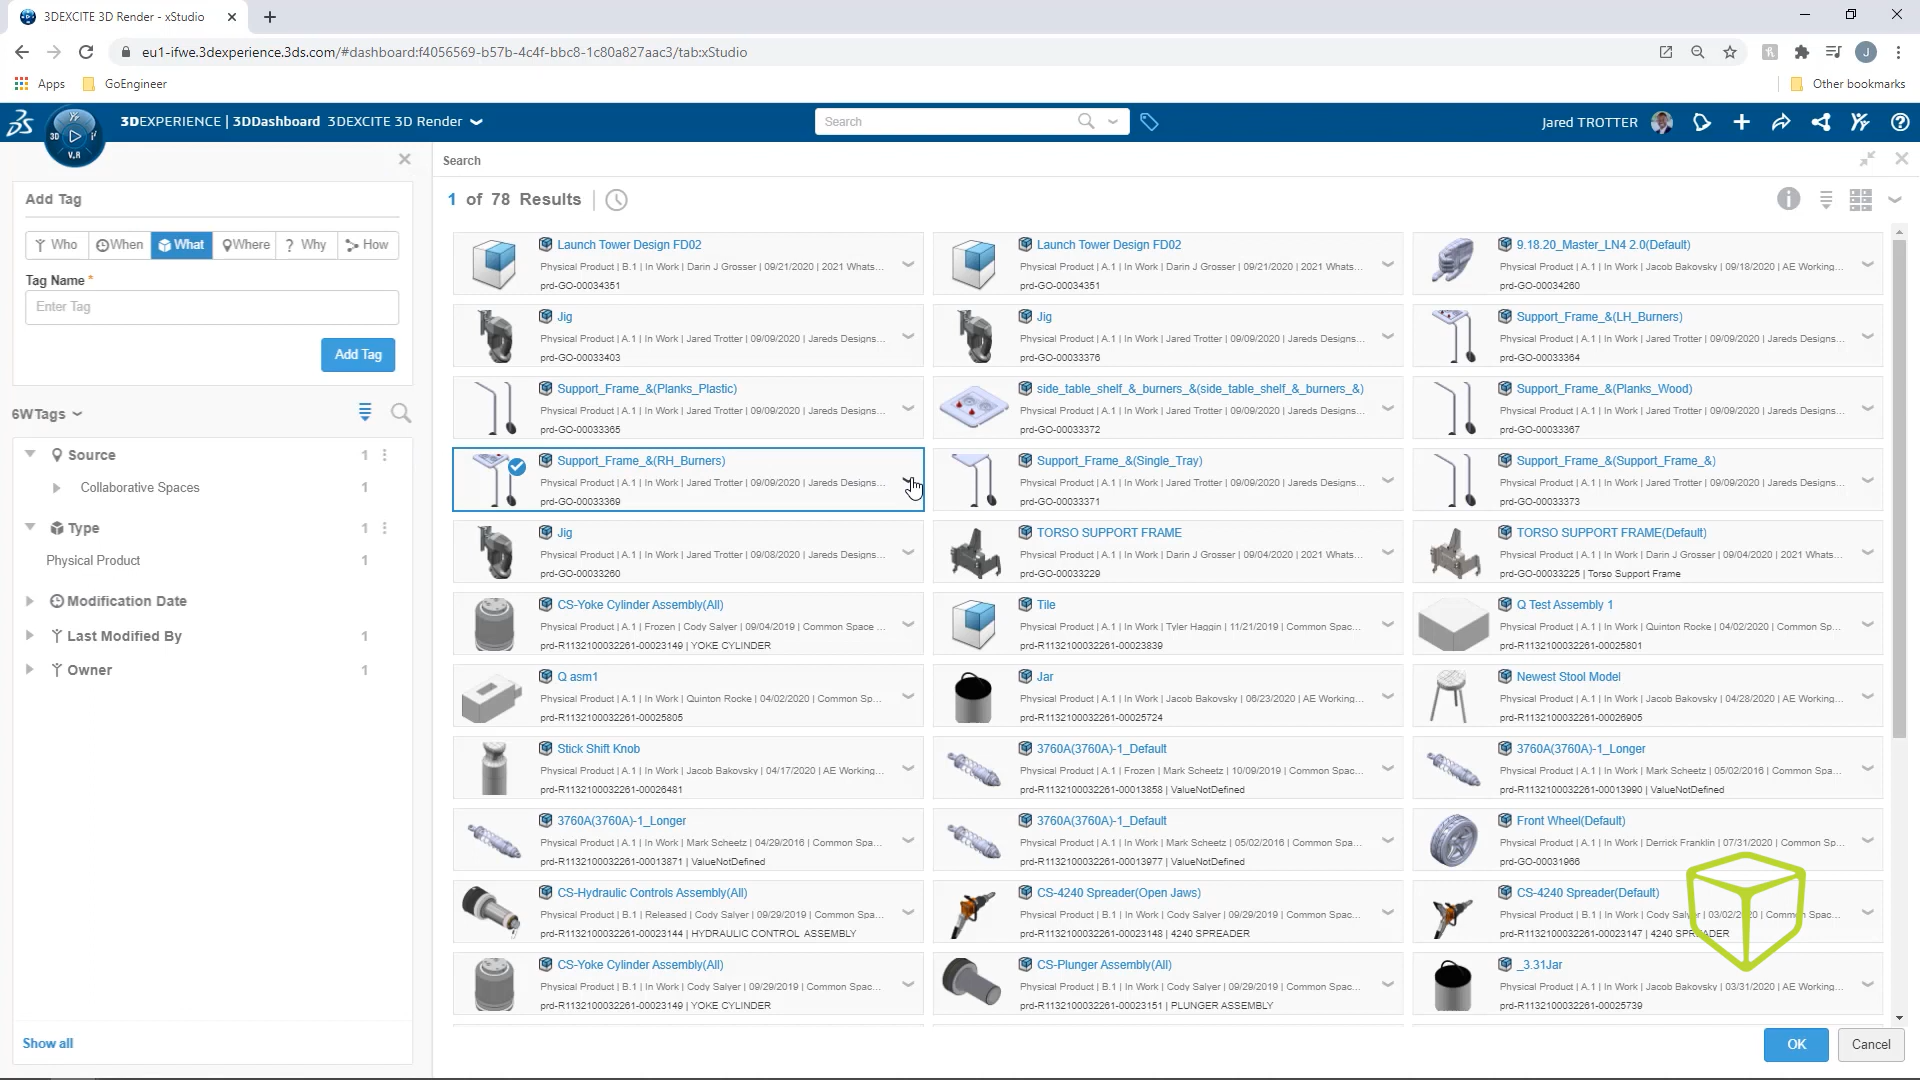 3DEXCITE 3D Render - xStudio
eu1-ifwe.3dexperience.3ds.com/#dashboard:f4056569-b57b-4c4f-bbc8-1c80a827aac3/tab:xStudio
J
Apps
GoEngineer
Other bookmarks
3D
V.R
3DEXPERIENCE | 3DDashboard 3DEXCITE 3D Render
Search
Jared TROTTER
Add Tag
Who
When
What
Where
Why
How
Tag Name *
Enter Tag
Add Tag
6WTags
Source 1
Collaborative Spaces 1
Type 1
Physical Product 1
Modification Date
Last Modified By 1
Owner 1
Show all
Search
1 of 78 Results
Launch Tower Design FD02
Physical Product | B.1 | In Work | Darin J Grosser | 09/21/2020 | 2021 Whats...
prd-GO-00034351
Launch Tower Design FD02
Physical Product | A.1 | In Work | Darin J Grosser | 09/21/2020 | 2021 Whats...
prd-GO-00034351
9.18.20_Master_LN4 2.0(Default)
Physical Product | A.1 | In Work | Jacob Bakovsky | 09/18/2020 | AE Working...
prd-GO-00034260
Jig
Physical Product | A.1 | In Work | Jared Trotter | 09/09/2020 | Jareds Designs...
prd-GO-00033403
Jig
Physical Product | A.1 | In Work | Jared Trotter | 09/09/2020 | Jareds Designs...
prd-GO-00033376
Support_Frame_&(LH_Burners)
Physical Product | A.1 | In Work | Jared Trotter | 09/09/2020 | Jareds Designs...
prd-GO-00033364
Support_Frame_&(Planks_Plastic)
Physical Product | A.1 | In Work | Jared Trotter | 09/09/2020 | Jareds Designs...
prd-GO-00033365
side_table_shelf_&_burners_&(side_table_shelf_&_burners_&)
Physical Product | A.1 | In Work | Jared Trotter | 09/09/2020 | Jareds Designs...
prd-GO-00033372
Support_Frame_&(Planks_Wood)
Physical Product | A.1 | In Work | Jared Trotter | 09/09/2020 | Jareds Designs...
prd-GO-00033367
Support_Frame_&(RH_Burners)
Physical Product | A.1 | In Work | Jared Trotter | 09/09/2020 | Jareds Designs...
prd-GO-00033369
Support_Frame_&(Single_Tray)
Physical Product | A.1 | In Work | Jared Trotter | 09/09/2020 | Jareds Designs...
prd-GO-00033371
Support_Frame_&(Support_Frame_&)
Physical Product | A.1 | In Work | Jared Trotter | 09/09/2020 | Jareds Designs...
prd-GO-00033373
Jig
Physical Product | A.1 | In Work | Jared Trotter | 09/08/2020 | Jareds Designs...
prd-GO-00033260
TORSO SUPPORT FRAME
Physical Product | A.1 | In Work | Darin J Grosser | 09/04/2020 | 2021 Whats...
prd-GO-00033229
TORSO SUPPORT FRAME(Default)
Physical Product | A.1 | In Work | Darin J Grosser | 09/04/2020 | 2021 Whats...
prd-GO-00033225 | Torso Support Frame
CS-Yoke Cylinder Assembly(All)
Physical Product | A.1 | Frozen | Cody Salyer | 09/04/2019 | Common Space ...
prd-R1132100032261-00023149 | YOKE CYLINDER
Tile
Physical Product | A.1 | In Work | Tyler Haggin | 11/21/2019 | Common Spac...
prd-R1132100032261-00023839
Q Test Assembly 1
Physical Product | A.1 | In Work | Quinton Rocke | 04/02/2020 | Common Sp...
prd-R1132100032261-00025801
Q asm1
Physical Product | A.1 | In Work | Quinton Rocke | 04/02/2020 | Common Sp...
prd-R1132100032261-00025805
Jar
Physical Product | A.1 | In Work | Jacob Bakovsky | 06/23/2020 | AE Working...
prd-R1132100032261-00025724
Newest Stool Model
Physical Product | A.1 | In Work | Jacob Bakovsky | 04/28/2020 | AE Working...
prd-R1132100032261-00026905
Stick Shift Knob
Physical Product | A.1 | In Work | Jacob Bakovsky | 04/17/2020 | AE Working...
prd-R1132100032261-00026481
3760A(3760A)-1_Default
Physical Product | A.1 | Frozen | Mark Scheetz | 10/09/2019 | Common Spac...
prd-R1132100032261-00013858 | ValueNotDefined
3760A(3760A)-1_Longer
Physical Product | A.1 | In Work | Mark Scheetz | 05/02/2016 | Common Spa...
prd-R1132100032261-00013990 | ValueNotDefined
3760A(3760A)-1_Longer
Physical Product | A.1 | In Work | Mark Scheetz | 04/29/2016 | Common Spa...
prd-R1132100032261-00013871 | ValueNotDefined
3760A(3760A)-1_Default
Physical Product | A.1 | In Work | Mark Scheetz | 05/02/2016 | Common Spa...
prd-R1132100032261-00013977 | ValueNotDefined
Front Wheel(Default)
Physical Product | A.1 | In Work | Derrick Franklin | 07/31/2020 | Common Sp...
prd-GO-00031966
CS-Hydraulic Controls Assembly(All)
Physical Product | B.1 | Released | Cody Salyer | 09/29/2019 | Common Spa...
prd-R1132100032261-00023144 | HYDRAULIC CONTROL ASSEMBLY
CS-4240 Spreader(Open Jaws)
Physical Product | B.1 | In Work | Cody Salyer | 09/29/2019 | Common Spac...
prd-R1132100032261-00023148 | 4240 SPREADER
CS-4240 Spreader(Default)
Physical Product | B.1 | In Work | Cody Salyer | 03/02/2020 | Common Spac...
prd-R1132100032261-00023147 | 4240 SPREADER
CS-Yoke Cylinder Assembly(All)
Physical Product | B.1 | In Work | Cody Salyer | 09/29/2019 | Common Spac...
prd-R1132100032261-00023149 | YOKE CYLINDER
CS-Plunger Assembly(All)
Physical Product | B.1 | In Work | Cody Salyer | 09/29/2019 | Common Spac...
prd-R1132100032261-00023151 | PLUNGER ASSEMBLY
_3.31Jar
Physical Product | A.1 | In Work | Jacob Bakovsky | 03/31/2020 | AE Working...
prd-R1132100032261-00025739
OK
Cancel